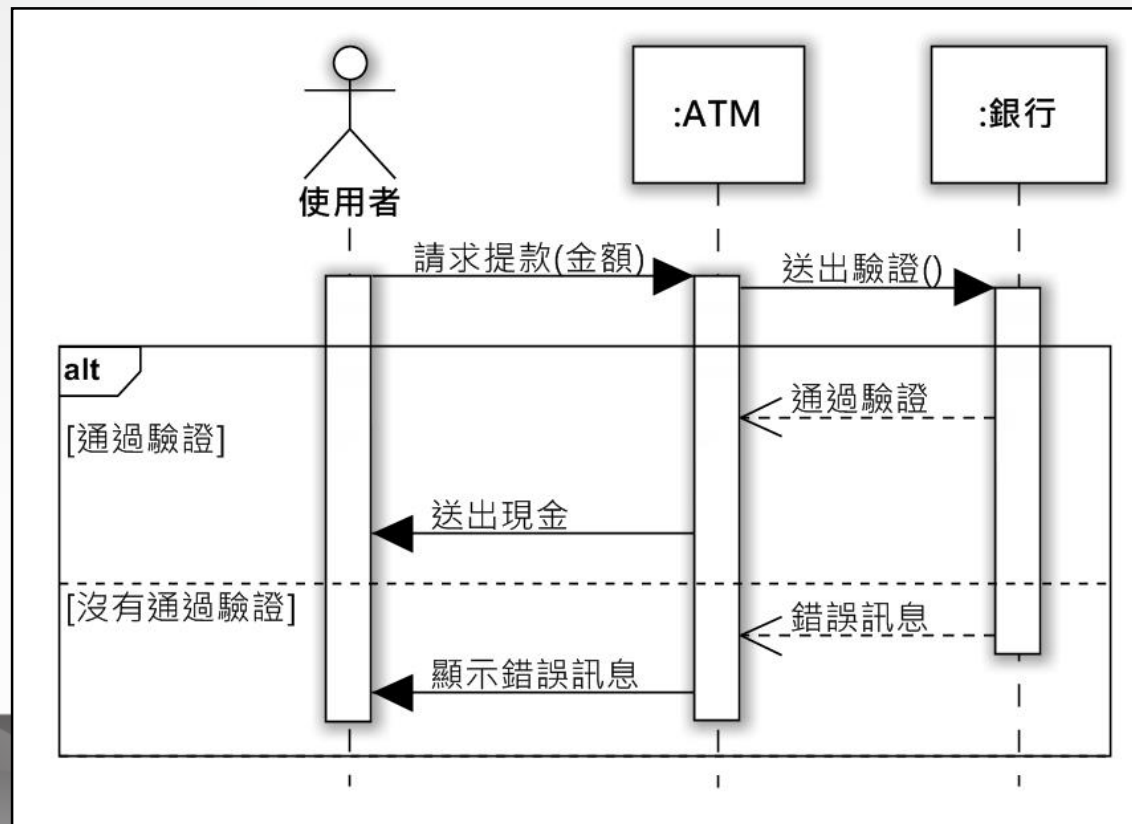 :ATM
:銀行
使用者
請求提款(金額)
送出驗證()
alt
通過驗證
[通過驗證]
送出現金
[沒有通過驗證]
錯誤訊息
顯示錯誤訊息